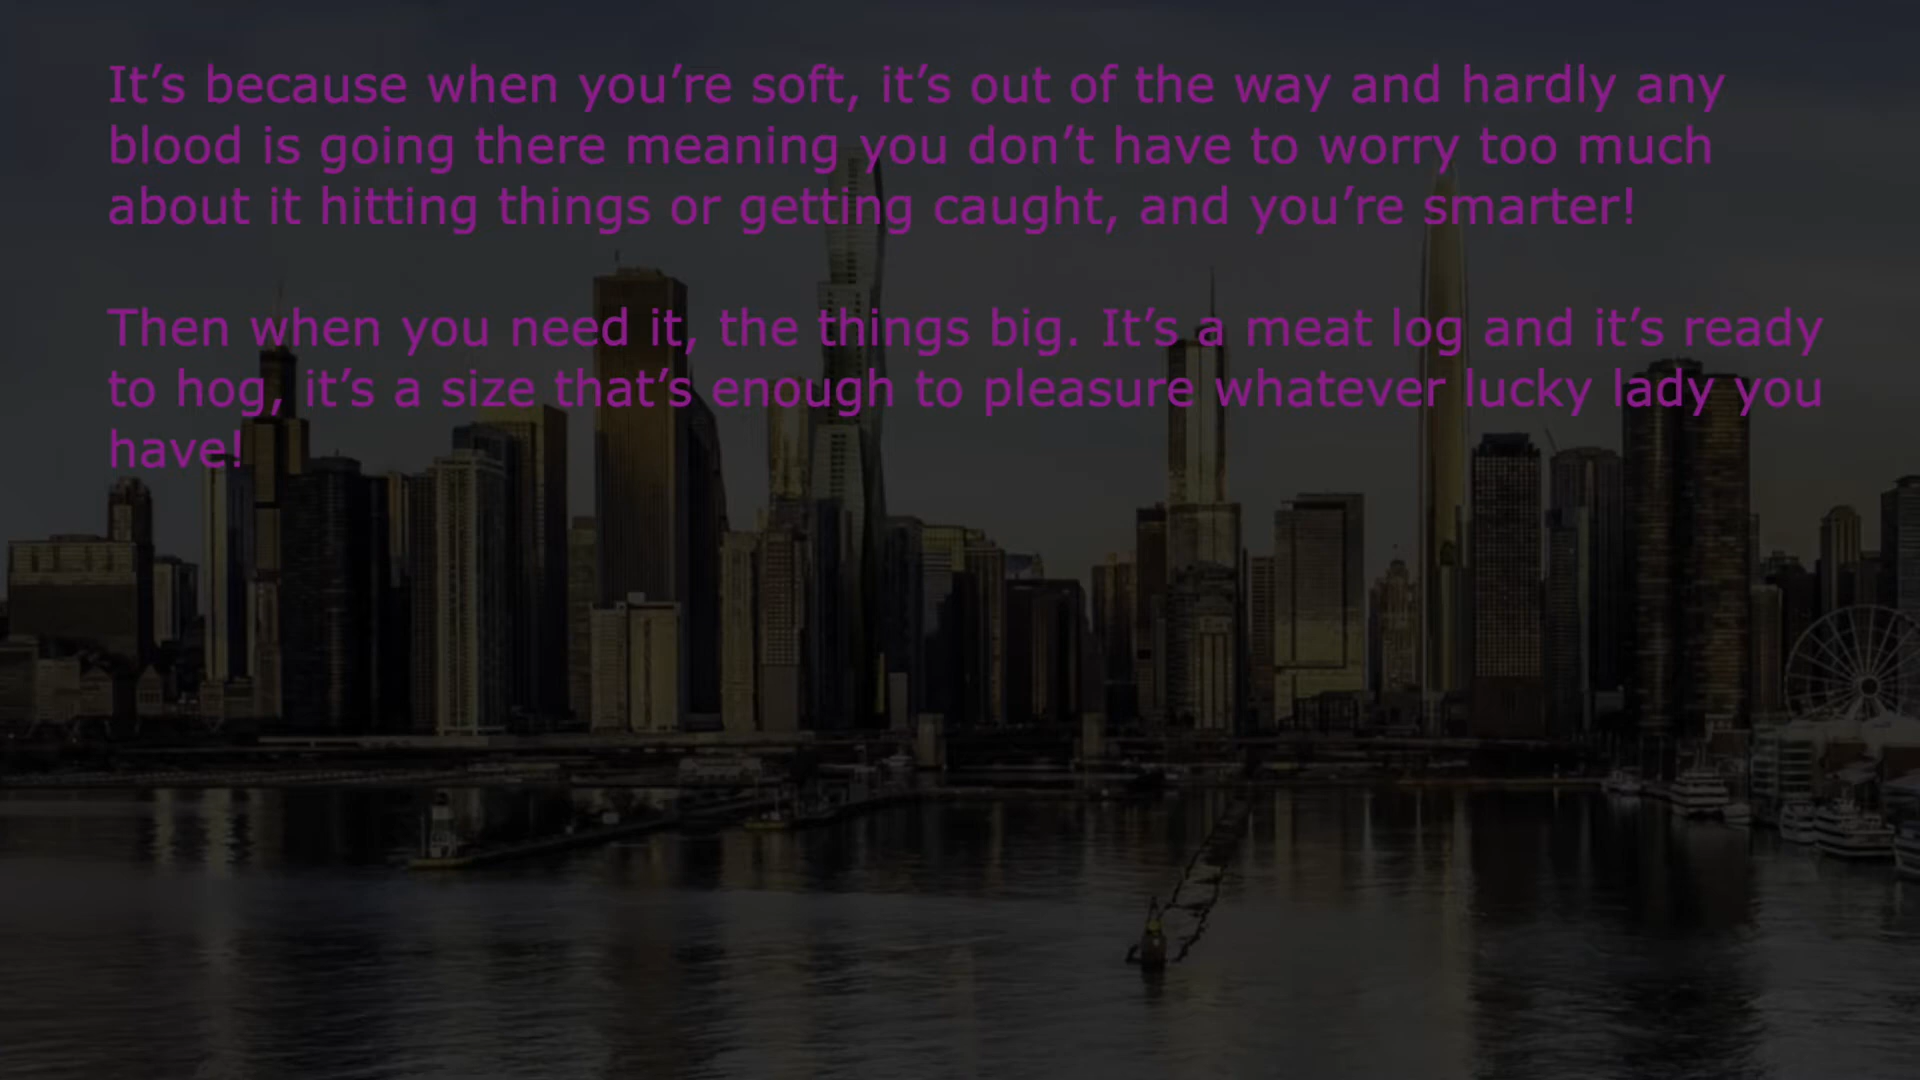 It’s because when you’re soft, it’s out of the way and hardly any
blood is going there meaning you don’t have to worry too much
about it hitting things or getting caught, and you’re smarter!
Then when you need it, the things big. It’s a meat log and it’s ready
to hog, it’s a size that’s enough to pleasure whatever lucky lady you
have!